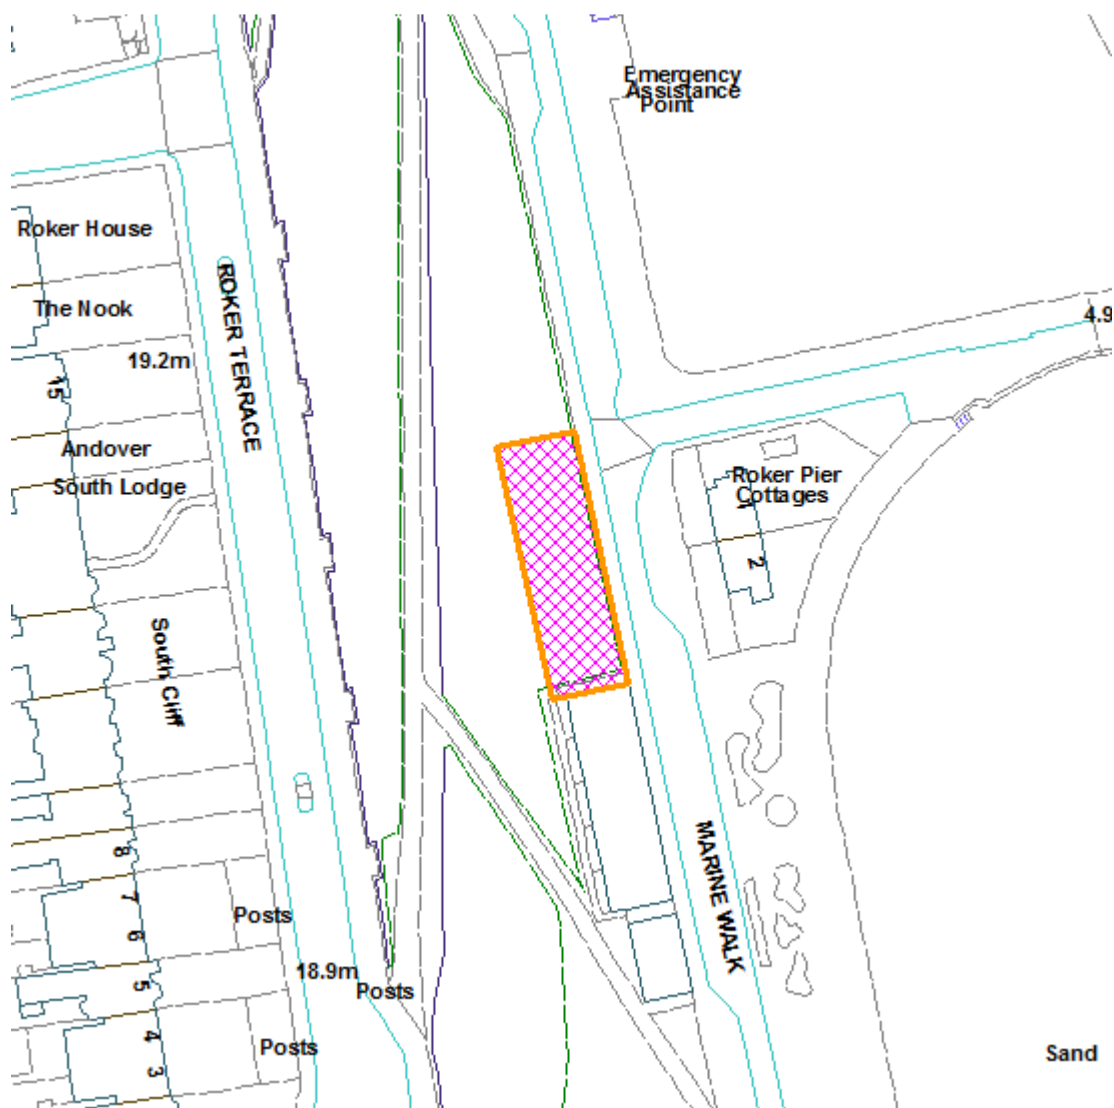 Emergency
Assistance
Point
Roker House
The Nook
4.9
19.2m
ROKER TERRACE
15
Andover
South Lodge
Roker Pier
Cottages
1
2
South Cliff
8
7
6
5
4
3
Posts
18.9m
Posts
Posts
MARINE WALK
Sand